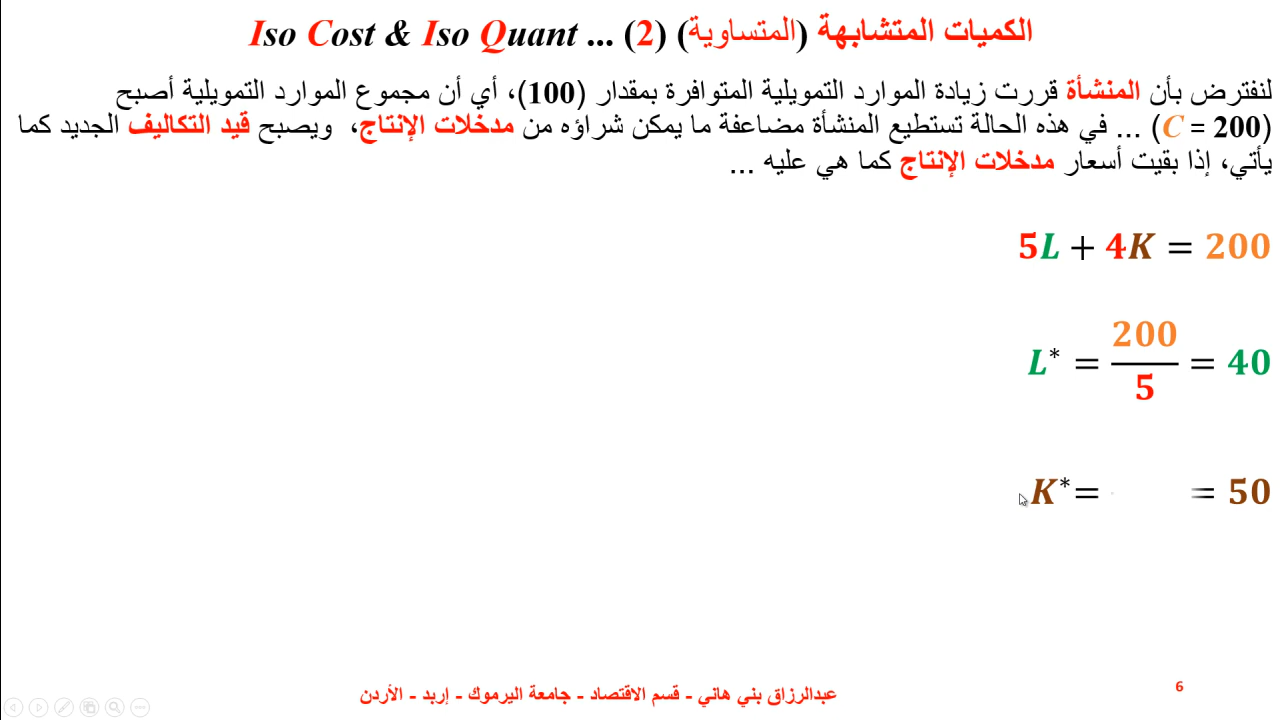 الكميات المتشابهة (المتساوية) (2) ... Iso Cost & Iso Quant
لنفترض بأن المنشأة قررت زيادة الموارد التمويلية المتوافرة بمقدار (100)، أي أن مجموع الموارد التمويلية أصبح
(C = 200) ... في هذه الحالة تستطيع المنشأة مضاعفة ما يمكن شراؤه من مدخلات الإنتاج، ويصبح قيد التكاليف الجديد كما
يأتي، إذا بقيت أسعار مدخلات الإنتاج كما هي عليه ...
5L + 4K = 200
L* = 200/5 = 40
K* = = 50
عبدالرزاق بني هاني - قسم الاقتصاد - جامعة اليرموك - إربد - الأردن
6